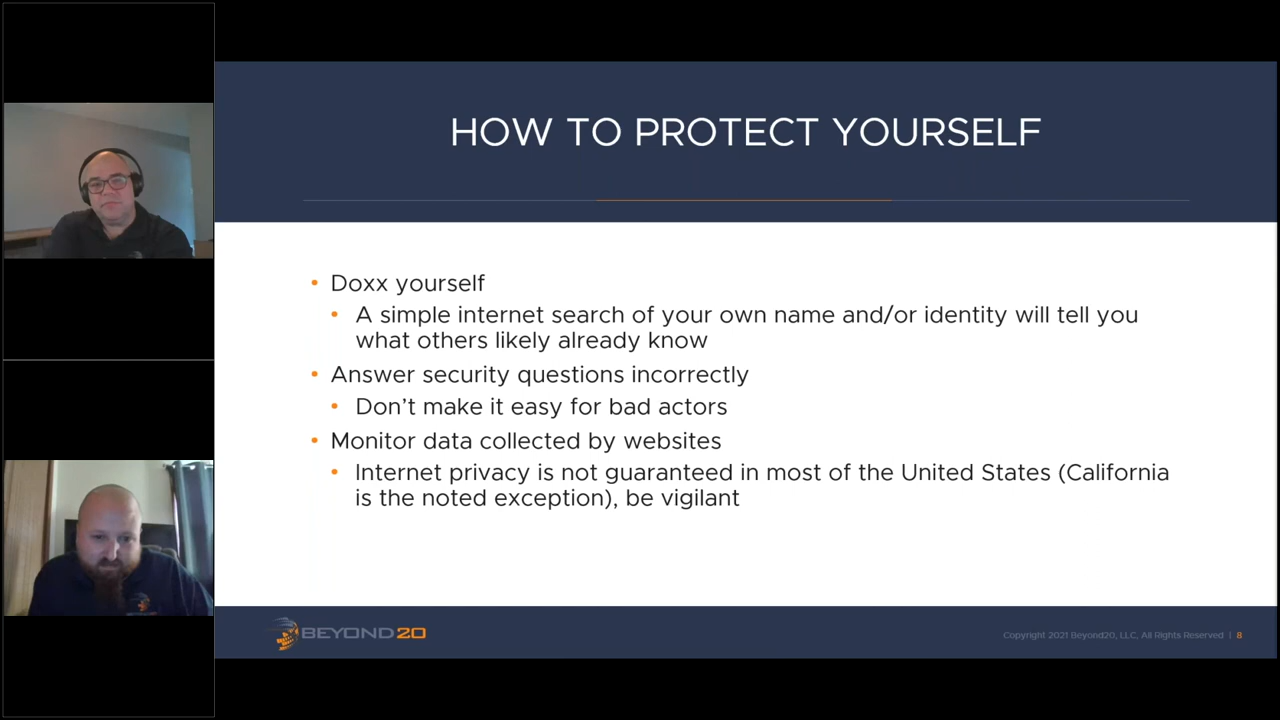 HOW TO PROTECT YOURSELF
• Doxx yourself
• A simple internet search of your own name and/or identity will tell you
what others likely already know
• Answer security questions incorrectly
• Don’t make it easy for bad actors
• Monitor data collected by websites
• Internet privacy is not guaranteed in most of the United States (California
is the noted exception), be vigilant
BEYOND20
Copyright 2021 Beyond20, LLC, All Rights Reserved | 8